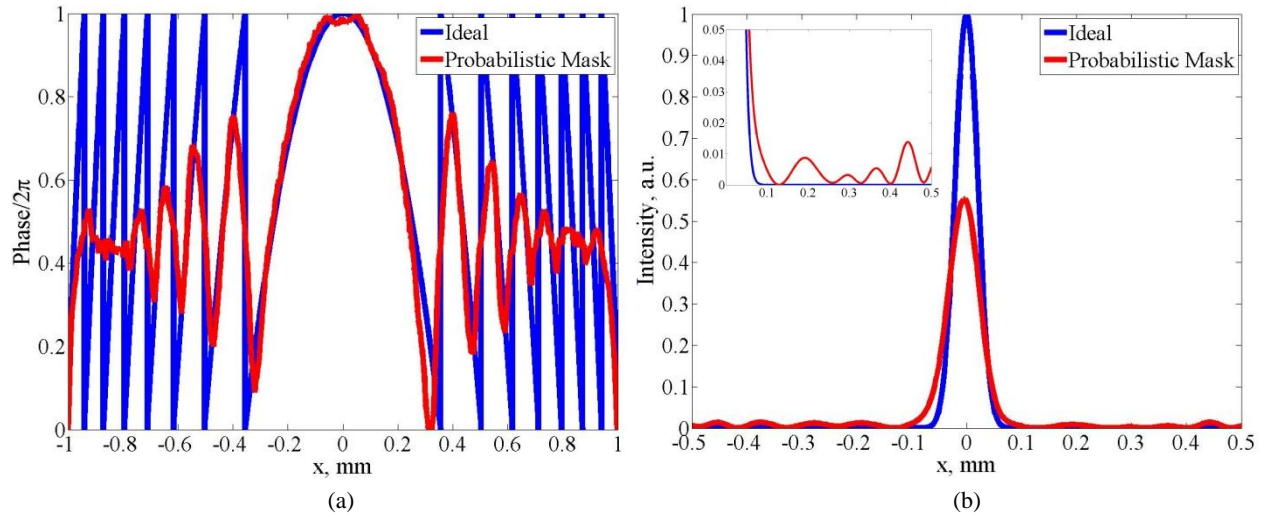 Phase/2π
1
0.8
0.6
0.4
0.2
0
-1 -0.8 -0.6 -0.4 -0.2 0 0.2 0.4 0.6 0.8 1
x, mm
Ideal
Probabilistic Mask
(a)
Intensity, a.u.
1
0.9
0.8
0.7
0.6
0.5
0.4
0.3
0.2
0.1
0
-0.5 -0.4 -0.3 -0.2 -0.1 0 0.1 0.2 0.3 0.4 0.5
x, mm
Ideal
Probabilistic Mask
0.05
0.04
0.03
0.02
0.01
0
0.1 0.2 0.3 0.4 0.5
(b)